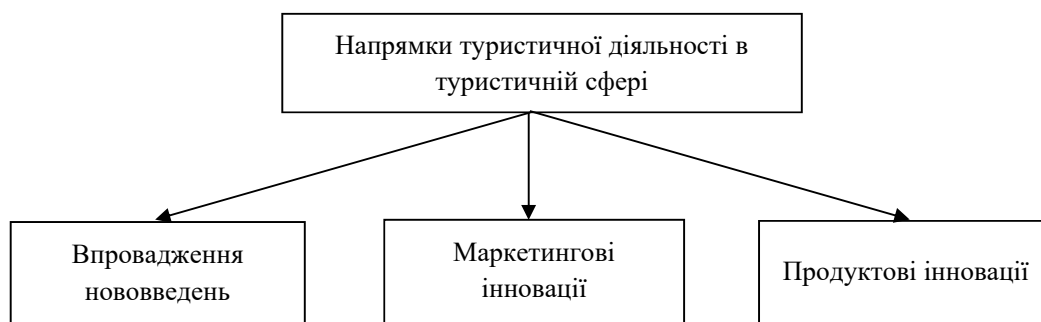 Напрямки туристичної діяльності в
туристичній сфері
Впровадження
нововведень
Маркетингові
інновації
Продуктові інновації